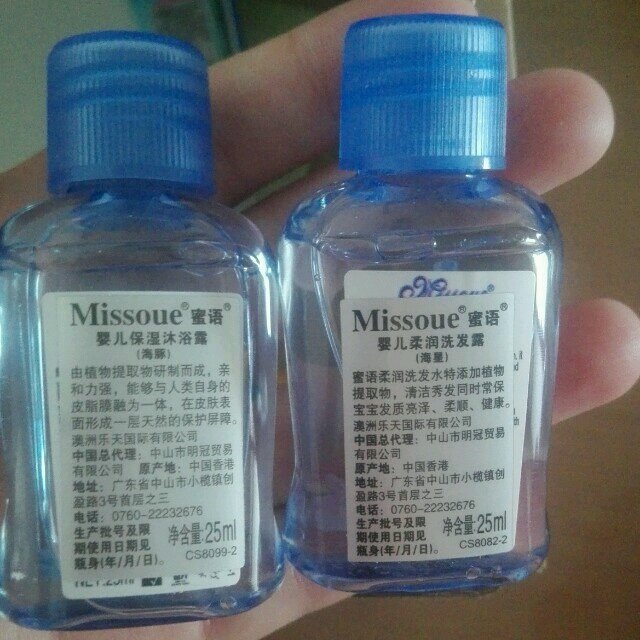 Missoue® 蜜语®
婴儿保湿沐浴露
(海豚)
由植物提取物研制而成，亲
和力强，能够与人类自身的
皮脂膜融为一体，在皮肤表
面形成一层天然的保护屏障。
澳洲乐天国际有限公司
中国总代理：中山市明冠贸易
有限公司 原产地：中国香港
地址：广东省中山市小榄镇创
盈路3号首层之三
电话：0760-22232676
生产批号及限
期使用日期见
瓶身(年/月/日)。
净含量:25ml
CS8099-2
Missoue® 蜜语®
婴儿柔润洗发露
(海星)
蜜语柔润洗发水特添加植物
提取物，清洁秀发同时常保
宝宝发质亮泽、柔顺、健康。
澳洲乐天国际有限公司
中国总代理：中山市明冠贸易
有限公司
原产地：中国香港
地址：广东省中山市小榄镇创
盈路3号首层之三
电话：0760-22232676
生产批号及限
期使用日期见
瓶身(年/月/日)。
净含量:25ml
CS8082-2